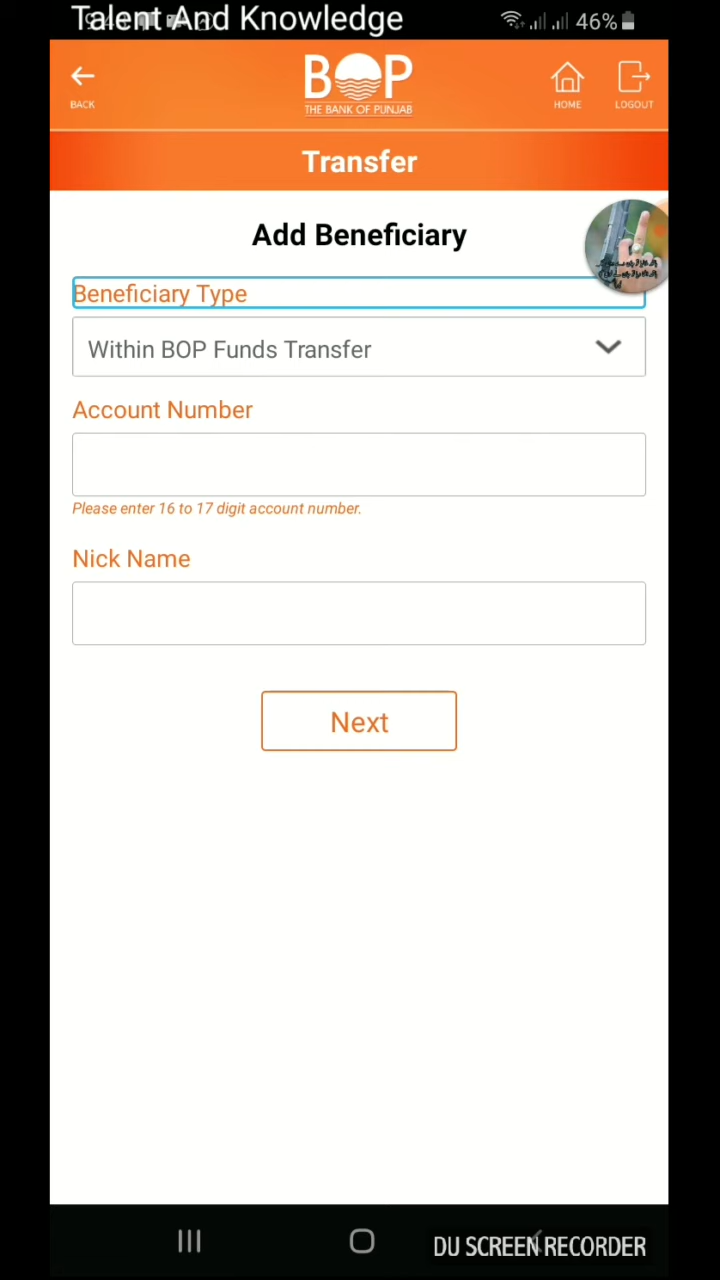 Talent And Knowledge
46%
BACK
BOP
THE BANK OF PUNJAB
HOME
LOGOUT
Transfer
Add Beneficiary
Beneficiary Type
Within BOP Funds Transfer
Account Number
Please enter 16 to 17 digit account number.
Nick Name
Next
DU SCREEN RECORDER